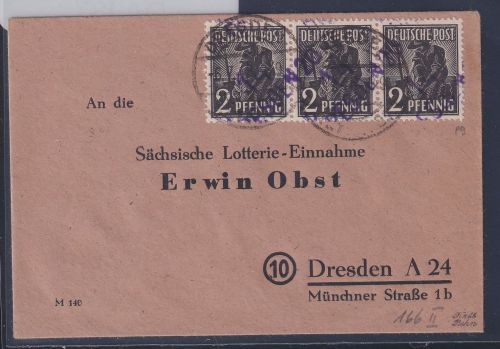 DEUTSCHE POST DEUTSCHE POST DEUTSCHE POST
2 PFENNIG 2 PFENNIG 2 PFENNIG
An die
Sächsische Lotterie-Einnahme
Erwin Obst
10 Dresden A 24
Münchner Straße 1b
M 140
166 II